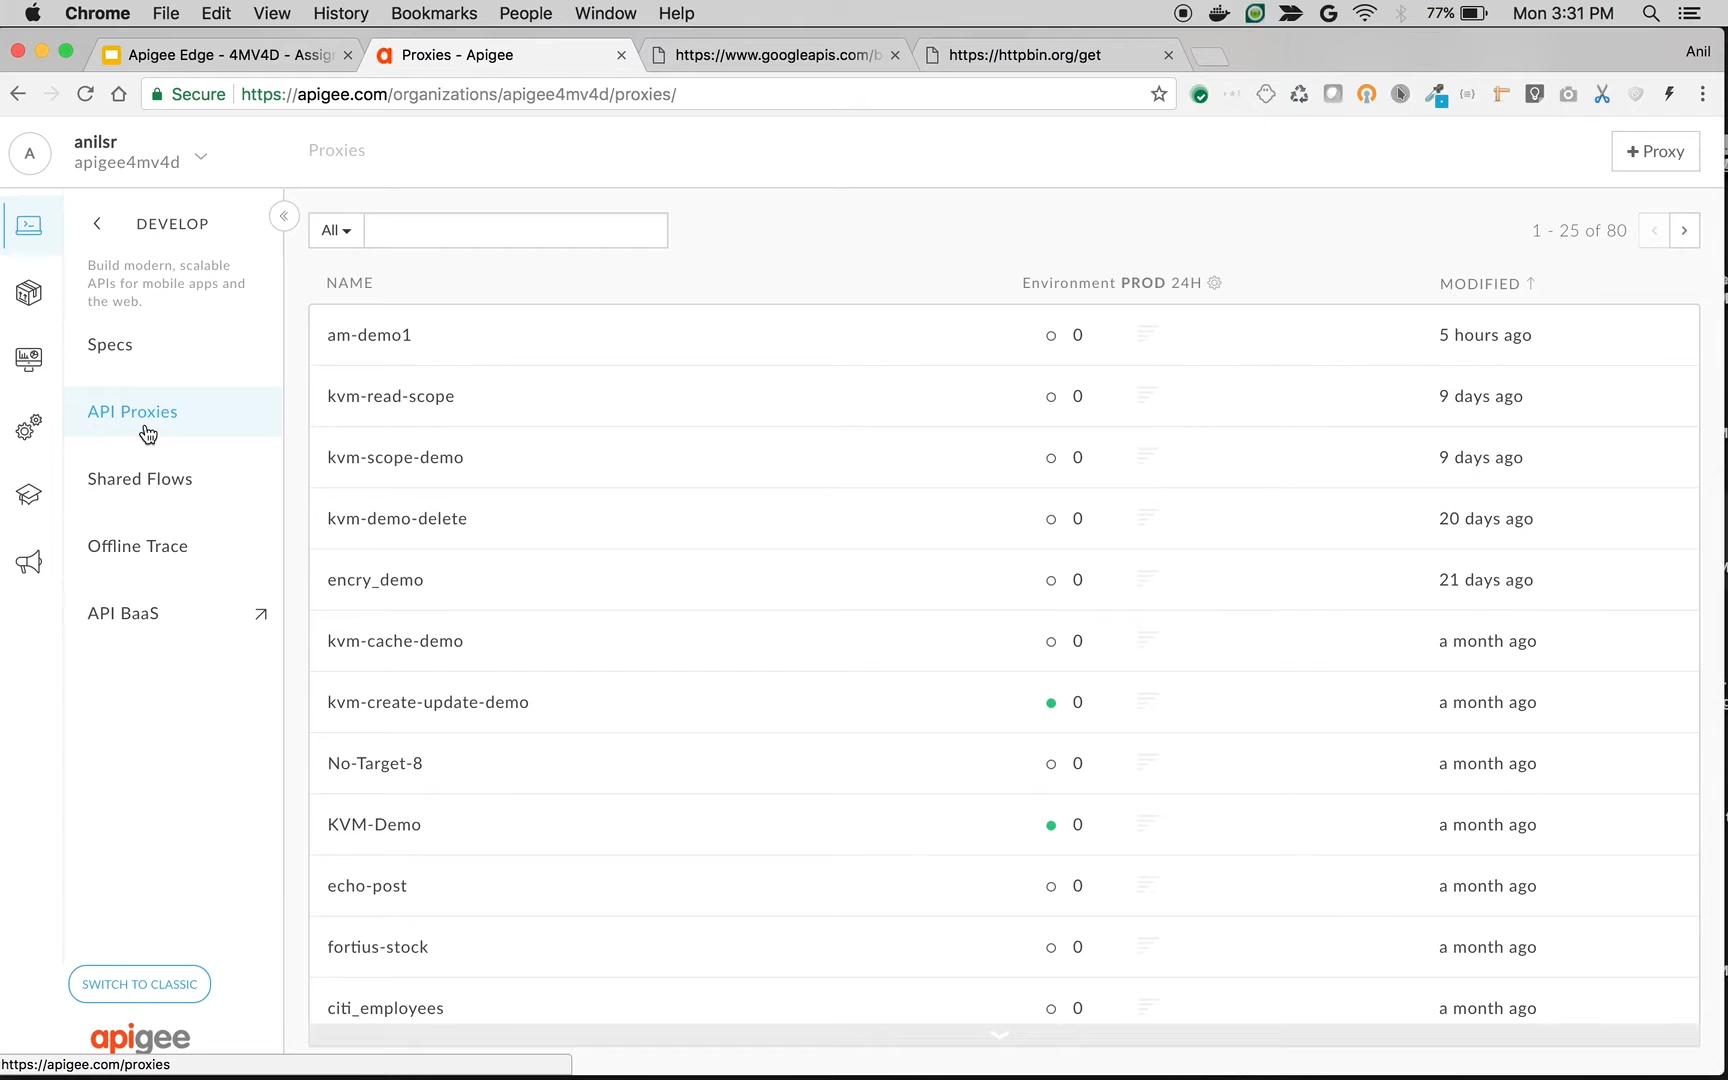 Chrome File Edit View History Bookmarks People Window Help 77% Mon 3:31 PM
Apigee Edge - 4MV4D - Assig Proxies - Apigee https://www.googleapis.com/b https://httpbin.org/get Anil
Secure https://apigee.com/organizations/apigee4mv4d/proxies/
A anilsr
apigee4mv4d
Proxies
+ Proxy
DEVELOP
Build modern, scalable
APIs for mobile apps and
the web.
Specs
API Proxies
Shared Flows
Offline Trace
API BaaS
SWITCH TO CLASSIC
apigee
https://apigee.com/proxies
All
1 - 25 of 80
NAME Environment PROD 24H MODIFIED
am-demo1 0 5 hours ago
kvm-read-scope 0 9 days ago
kvm-scope-demo 0 9 days ago
kvm-demo-delete 0 20 days ago
encry_demo 0 21 days ago
kvm-cache-demo 0 a month ago
kvm-create-update-demo 0 a month ago
No-Target-8 0 a month ago
KVM-Demo 0 a month ago
echo-post 0 a month ago
fortius-stock 0 a month ago
citi_employees 0 a month ago